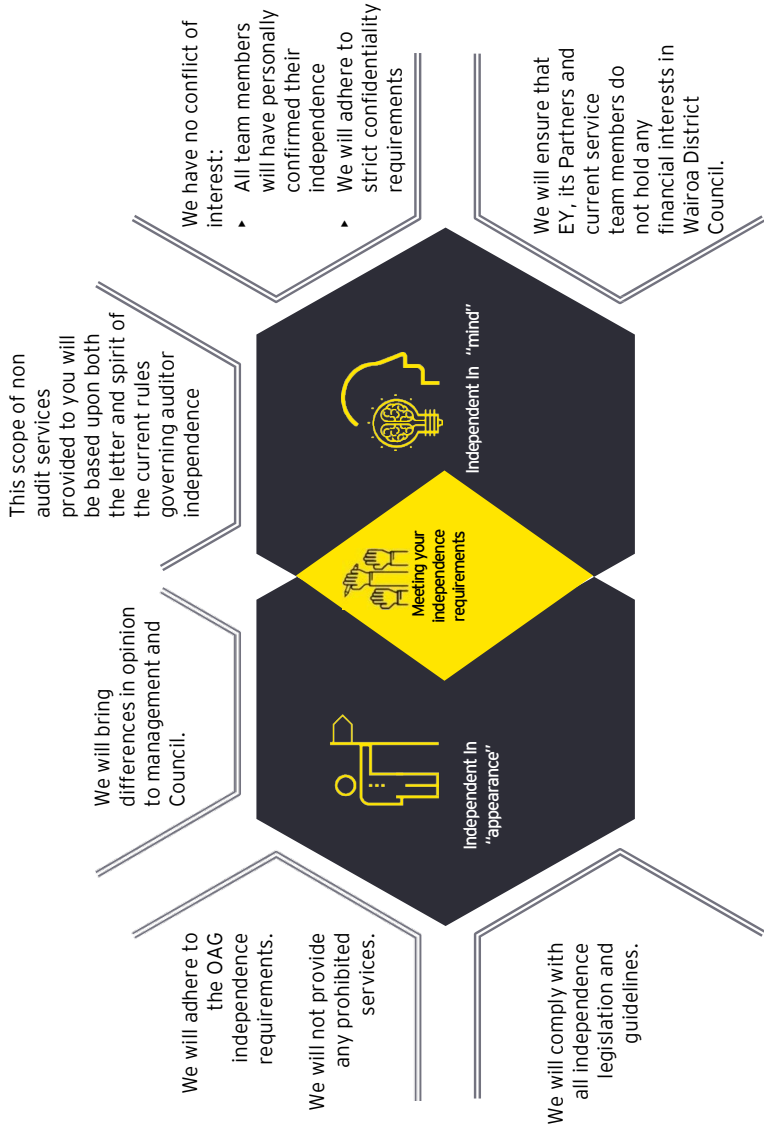 We will adhere to
the OAG
independence
requirements.
We will not provide
any prohibited
services.
We will bring
differences in opinion
to management and
Council.
This scope of non
audit services
provided to you will
be based upon both
the letter and spirit of
the current rules
governing auditor
independence
We have no conflict of
interest:
▸ All team members
will have personally
confirmed their
independence
▸ We will adhere to
strict confidentiality
requirements
Independent In
“appearance”
Meeting your
independence
requirements
Independent In “mind”
We will comply with
all independence
legislation and
guidelines.
We will ensure that
EY, its Partners and
current service
team members do
not hold any
financial interests in
Wairoa District
Council.